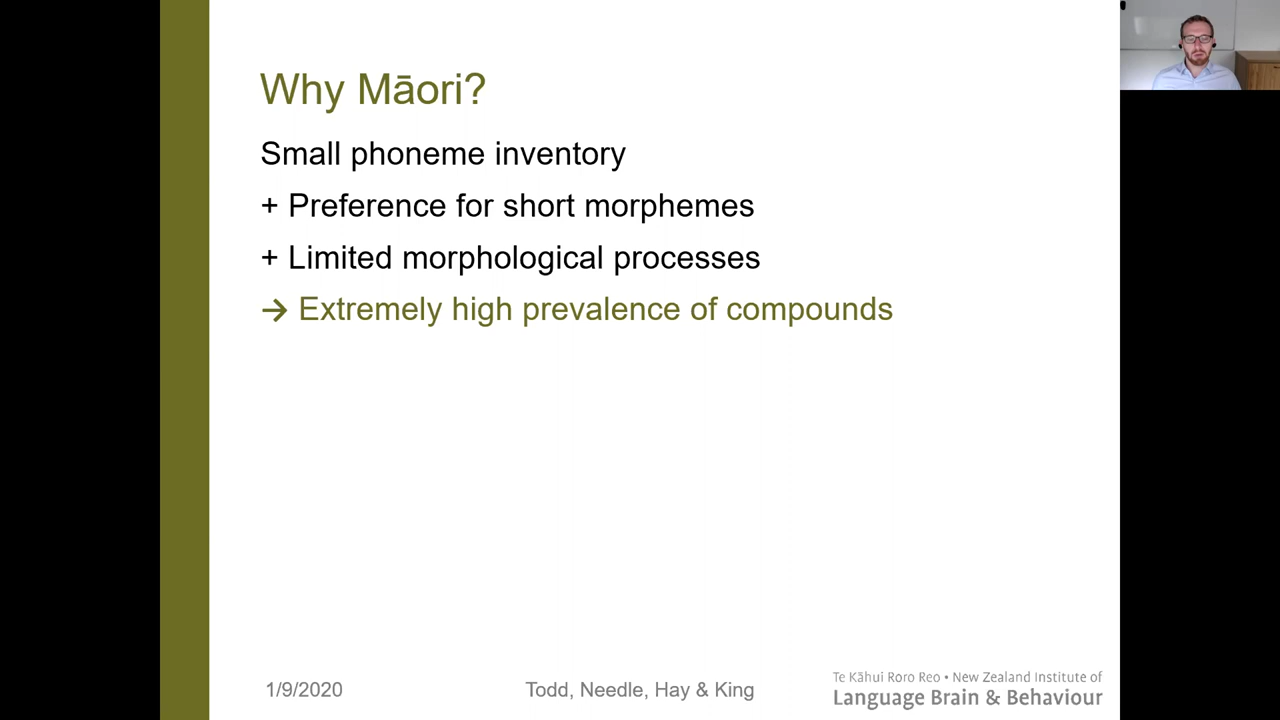 Why Māori?
Small phoneme inventory
+ Preference for short morphemes
+ Limited morphological processes
→ Extremely high prevalence of compounds
1/9/2020
Todd, Needle, Hay & King
Te Kāhui Roro Reo • New Zealand Institute of
Language Brain & Behaviour